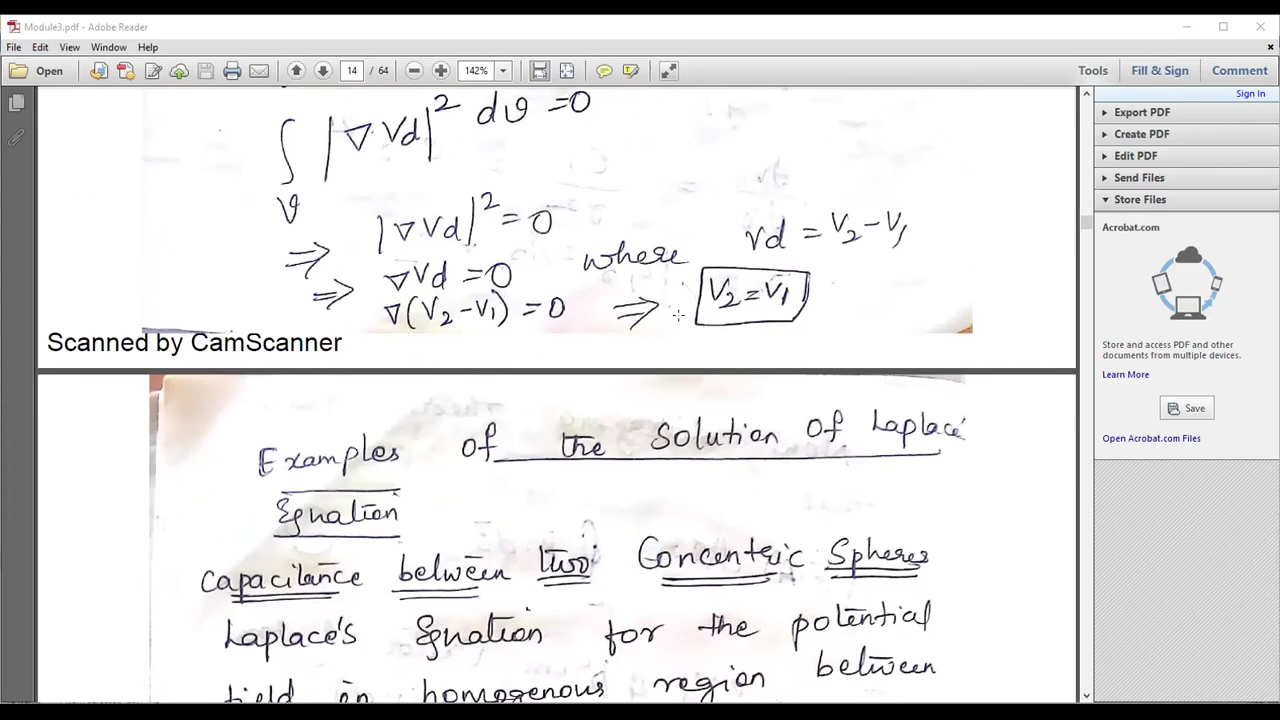 Module3.pdf - Adobe Reader
File Edit View Window Help
Open 14 / 64 142% Tools Fill & Sign Comment
Sign In
Export PDF
Create PDF
Edit PDF
Send Files
Store Files
Acrobat.com
Store and access PDF and other
documents from multiple devices.
Learn More
Save
Open Acrobat.com Files
∫ |∇Vd|² dϑ = 0
ϑ
⇒ |∇Vd|² = 0 where Vd = V₂ - V₁
⇒ ∇Vd = 0
∇(V₂ - V₁) = 0 ⇒ V₂ = V₁
Scanned by CamScanner
Examples of the Solution of Laplace
Equation
Capacitance between two Concentric Spheres
Laplace's Equation for the potential
field in homogenous region between